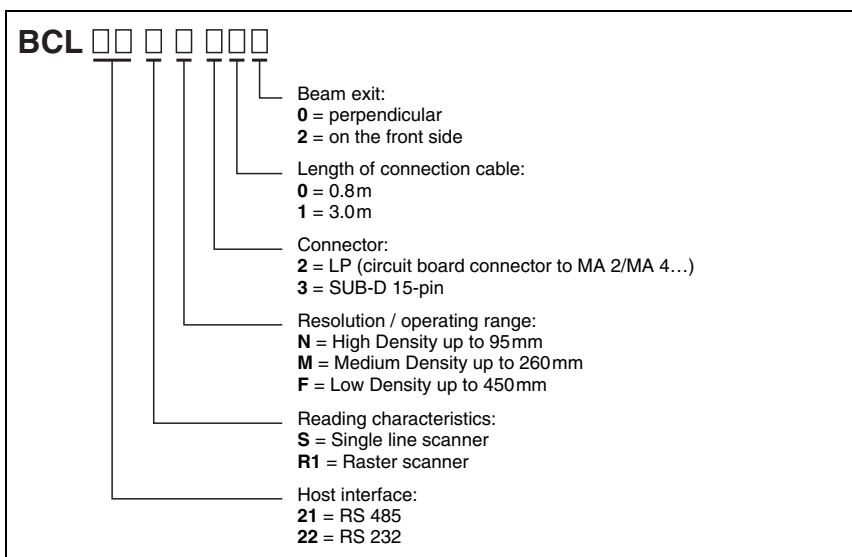 BCL □□ □ □ □□□
Beam exit:
0 = perpendicular
2 = on the front side
Length of connection cable:
0 = 0.8m
1 = 3.0m
Connector:
2 = LP (circuit board connector to MA 2/MA 4…)
3 = SUB-D 15-pin
Resolution / operating range:
N = High Density up to 95mm
M = Medium Density up to 260mm
F = Low Density up to 450mm
Reading characteristics:
S = Single line scanner
R1 = Raster scanner
Host interface:
21 = RS 485
22 = RS 232